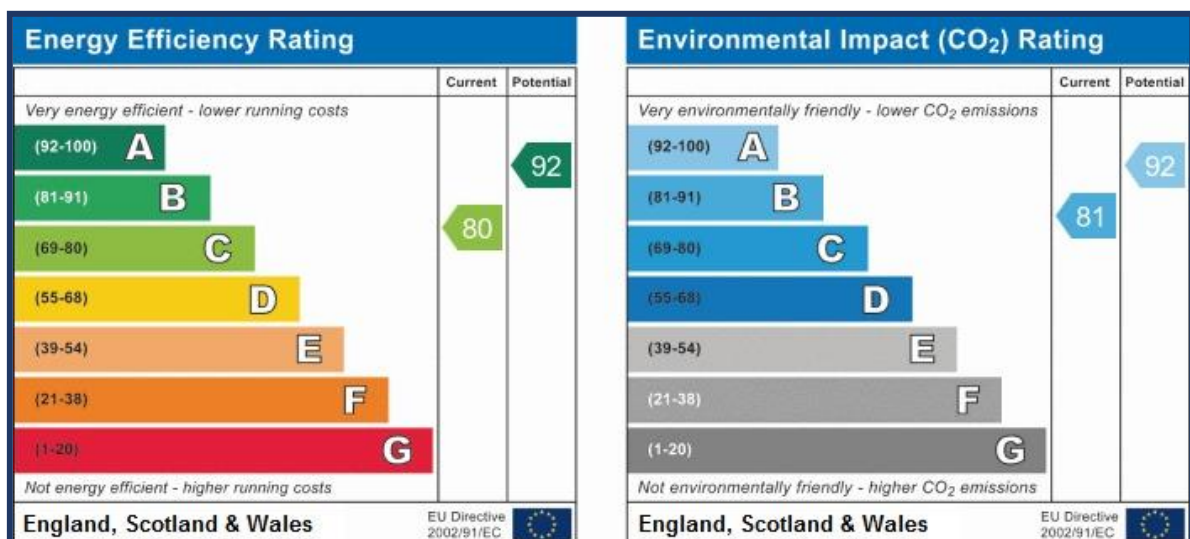 Energy Efficiency Rating
Current Potential
Very energy efficient - lower running costs
(92-100) A
92
(81-91) B
80
(69-80) C
(55-68) D
(39-54) E
(21-38) F
(1-20) G
Not energy efficient - higher running costs
England, Scotland & Wales
EU Directive
2002/91/EC
Environmental Impact (CO₂) Rating
Current Potential
Very environmentally friendly - lower CO₂ emissions
(92-100) A
92
(81-91) B
81
(69-80) C
(55-68) D
(39-54) E
(21-38) F
(1-20) G
Not environmentally friendly - higher CO₂ emissions
England, Scotland & Wales
EU Directive
2002/91/EC